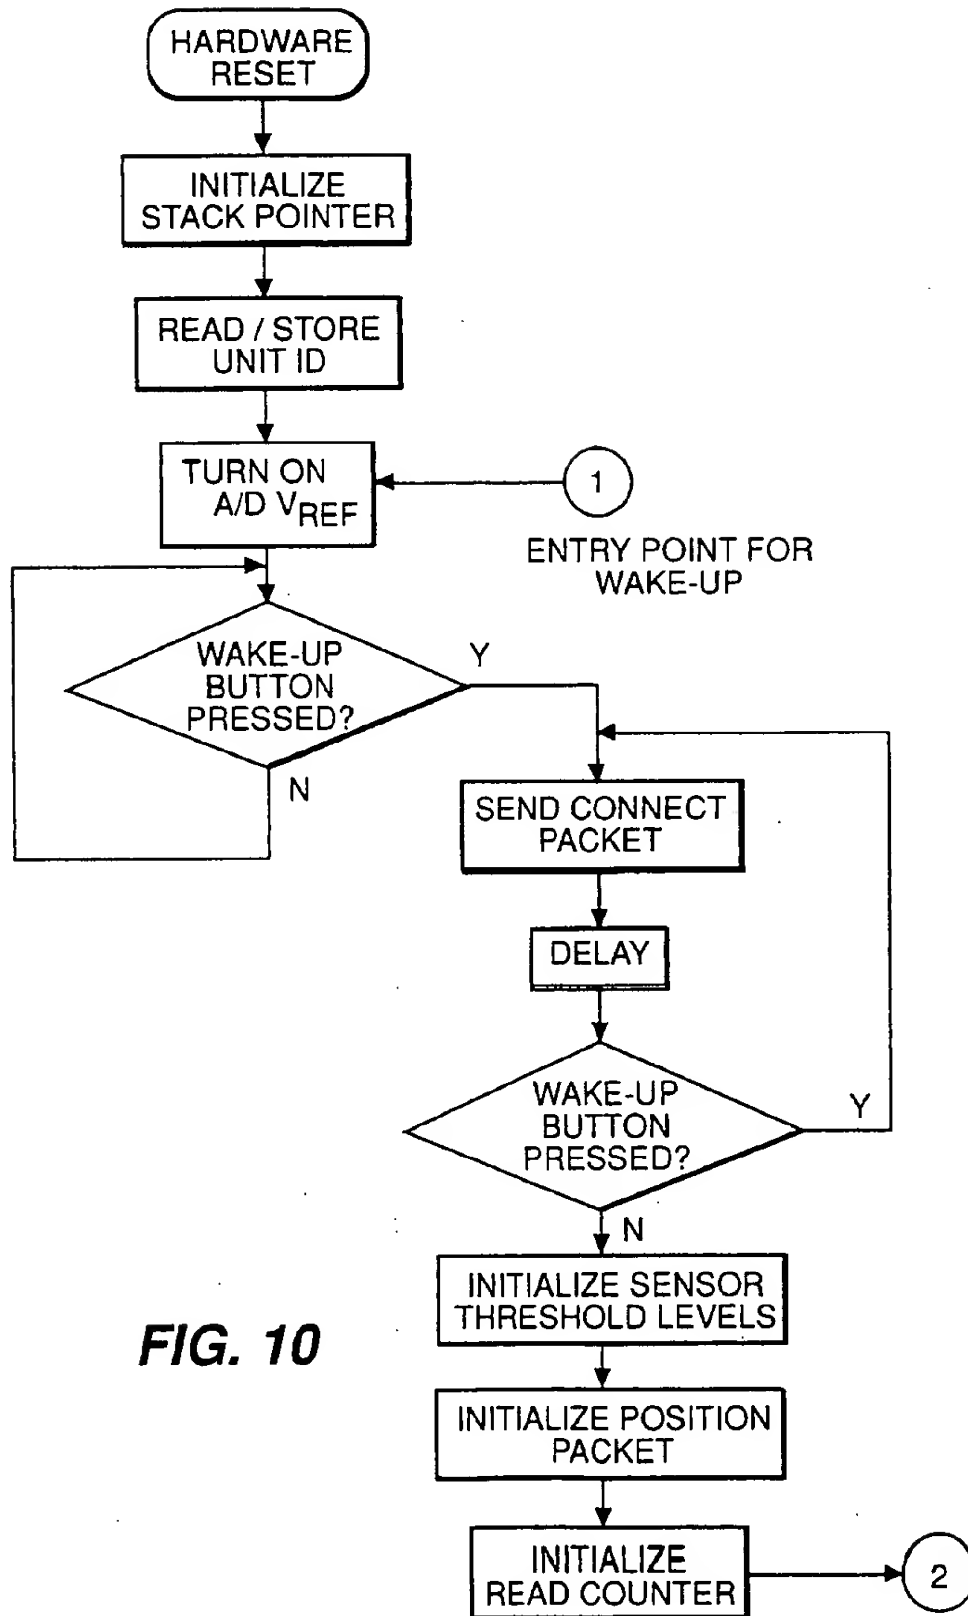 HARDWARE
RESET
INITIALIZE
STACK POINTER
READ / STORE
UNIT ID
TURN ON
A/D VREF
1
ENTRY POINT FOR
WAKE-UP
WAKE-UP
BUTTON
PRESSED?
Y
N
SEND CONNECT
PACKET
DELAY
WAKE-UP
BUTTON
PRESSED?
Y
N
INITIALIZE SENSOR
THRESHOLD LEVELS
FIG. 10
INITIALIZE POSITION
PACKET
INITIALIZE
READ COUNTER
2